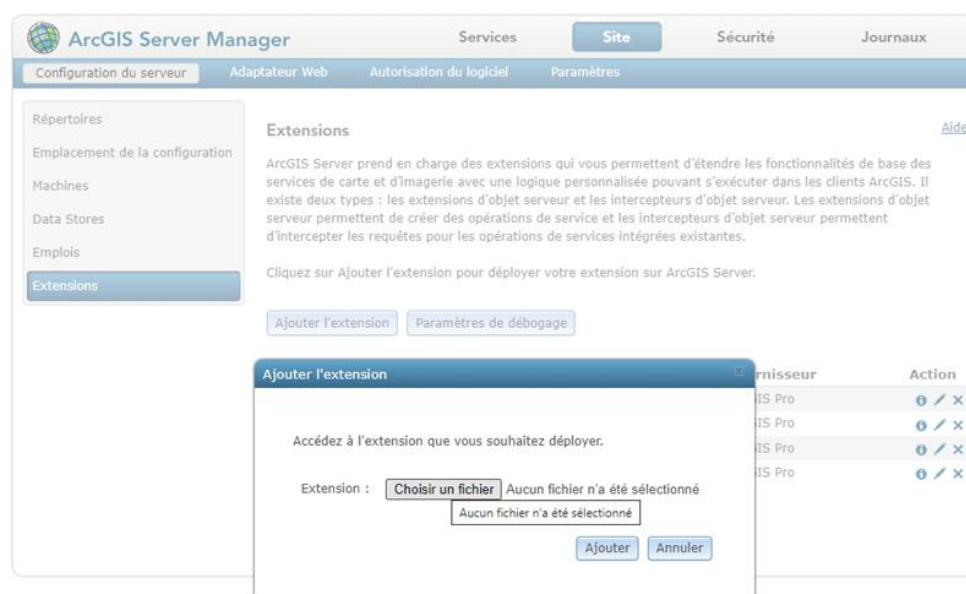 ArcGIS Server Manager
Services Site Sécurité Journaux
Configuration du serveur Adaptateur Web Autorisation du logiciel Paramètres
Répertoires
Emplacement de la configuration
Machines
Data Stores
Emplois
Extensions
Extensions
Aide
ArcGIS Server prend en charge des extensions qui vous permettent d'étendre les fonctionnalités de base des
services de carte et d'imagerie avec une logique personnalisée pouvant s'exécuter dans les clients ArcGIS. Il
existe deux types : les extensions d'objet serveur et les intercepteurs d'objet serveur. Les extensions d'objet
serveur permettent de créer des opérations de service et les intercepteurs d'objet serveur permettent
d'intercepter les requêtes pour les opérations de services intégrées existantes.
Cliquez sur Ajouter l'extension pour déployer votre extension sur ArcGIS Server.
Ajouter l'extension Paramètres de débogage
rnisseur Action
GIS Pro
GIS Pro
GIS Pro
GIS Pro
Ajouter l'extension
Accédez à l'extension que vous souhaitez déployer.
Extension : Choisir un fichier Aucun fichier n'a été sélectionné
Aucun fichier n'a été sélectionné
Ajouter Annuler